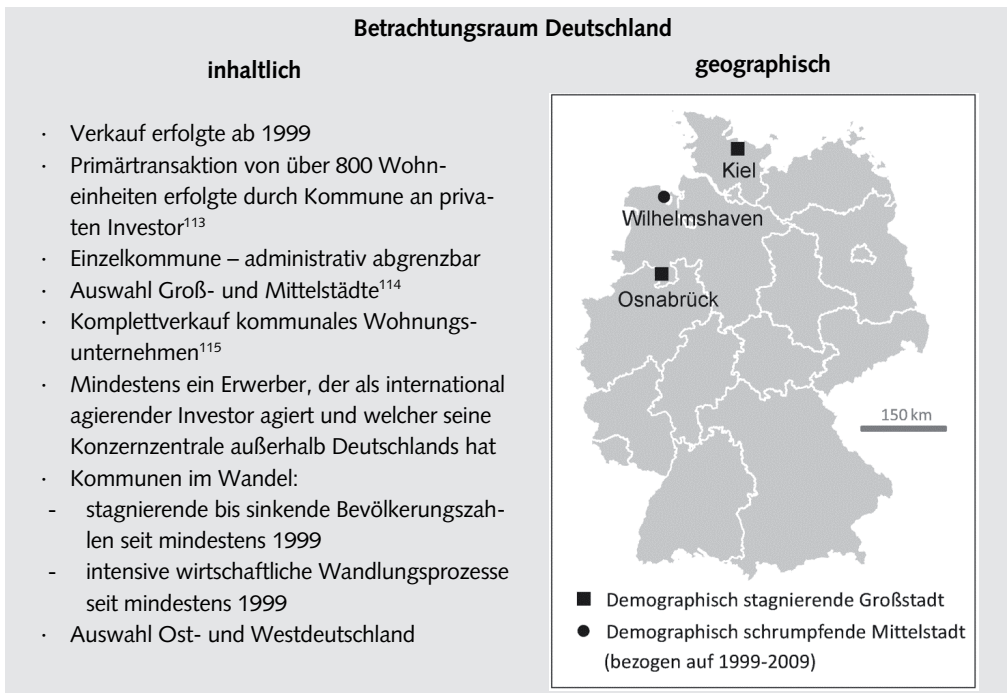 Betrachtungsraum Deutschland
inhaltlich
· Verkauf erfolgte ab 1999
· Primärtransaktion von über 800 Wohn-
einheiten erfolgte durch Kommune an priva-
ten Investor¹¹³
· Einzelkommune – administrativ abgrenzbar
· Auswahl Groß- und Mittelstädte¹¹⁴
· Komplettverkauf kommunales Wohnungs-
unternehmen¹¹⁵
· Mindestens ein Erwerber, der als international
agierender Investor agiert und welcher seine
Konzernzentrale außerhalb Deutschlands hat
· Kommunen im Wandel:
- stagnierende bis sinkende Bevölkerungszah-
len seit mindestens 1999
- intensive wirtschaftliche Wandlungsprozesse
seit mindestens 1999
· Auswahl Ost- und Westdeutschland
geographisch
Kiel
Wilhelmshaven
Osnabrück
150 km
Demographisch stagnierende Großstadt
Demographisch schrumpfende Mittelstadt
(bezogen auf 1999-2009)